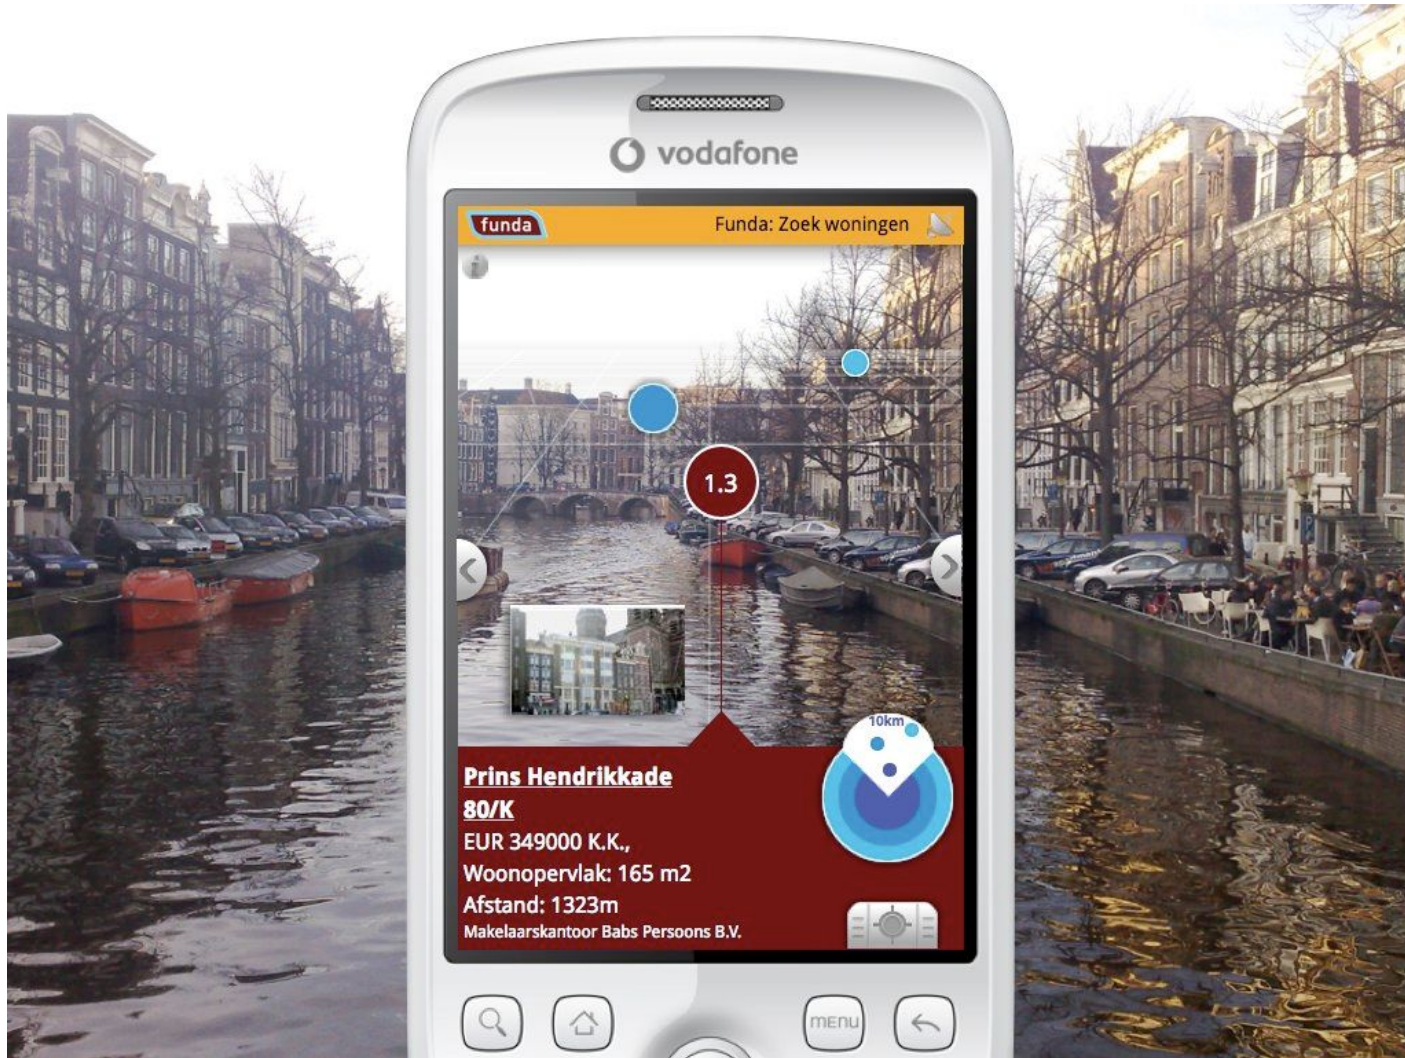 vodafone
funda
Funda: Zoek woningen
i
1.3
10km
Prins Hendrikkade
80/K
EUR 349000 K.K.,
Woonopervlak: 165 m2
Afstand: 1323m
Makelaarskantoor Babs Persoons B.V.
MENU